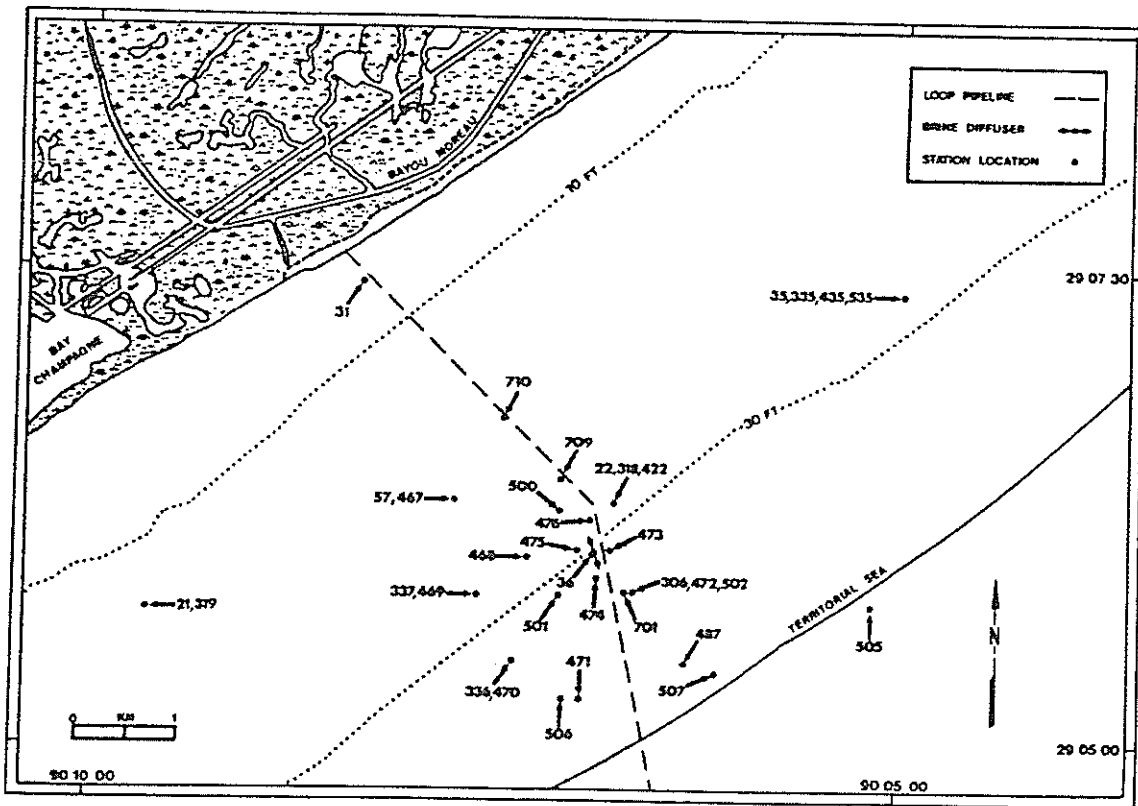 LOOP PIPELINE
BRINE DIFFUSER
STATION LOCATION
BAYOU MOREAU
10 FT
29 07 30
31
35,335,435,535
BAY
CHAMPAGNE
710
30 FT
709
22,318,422
57,467
500
476
475
473
468
36
306,472,502
337,469
21,319
474
501
701
TERRITORIAL SEA
505
487
471
336,470
507
N
0 KM 1
506
29 05 00
90 10 00
90 05 00